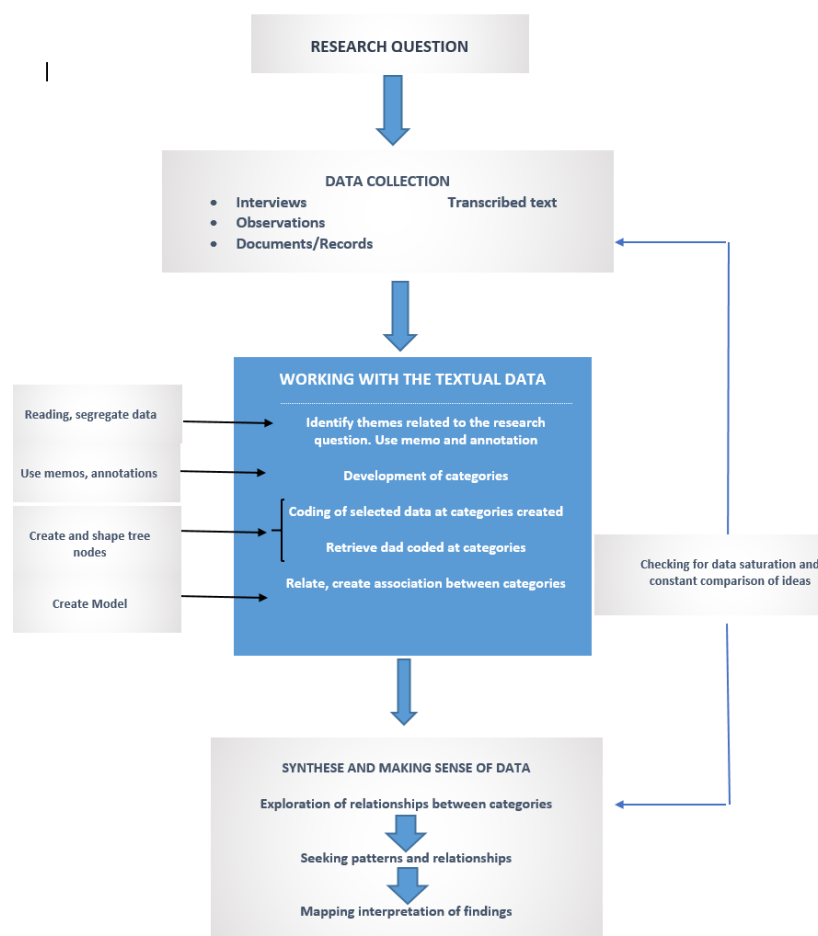 RESEARCH QUESTION
DATA COLLECTION
• Interviews Transcribed text
• Observations
• Documents/Records
WORKING WITH THE TEXTUAL DATA
Reading, segregate data
Identify themes related to the research
question. Use memo and annotation
Use memos, annotations
Development of categories
Coding of selected data at categories created
Create and shape tree
nodes
Retrieve dad coded at categories
Relate, create association between categories
Create Model
Checking for data saturation and
constant comparison of ideas
SYNTHESE AND MAKING SENSE OF DATA
Exploration of relationships between categories
Seeking patterns and relationships
Mapping interpretation of findings